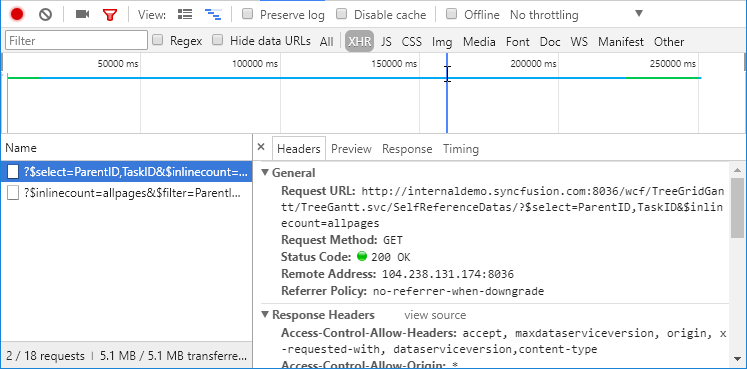 View: Preserve log Disable cache Offline No throttling
Filter Regex Hide data URLs All XHR JS CSS Img Media Font Doc WS Manifest Other
50000 ms 100000 ms 150000 ms 200000 ms 250000 ms
Name
?$select=ParentID,TaskID&$inlinecount=...
?$inlinecount=allpages&$filter=ParentI...
2 / 18 requests | 5.1 MB / 5.1 MB transferre...
× Headers Preview Response Timing
General
Request URL: http://internaldemo.syncfusion.com:8036/wcf/TreeGridGan
tt/TreeGantt.svc/SelfReferenceDatas/?$select=ParentID,TaskID&$inlin
ecount=allpages
Request Method: GET
Status Code: 200 OK
Remote Address: 104.238.131.174:8036
Referrer Policy: no-referrer-when-downgrade
Response Headers view source
Access-Control-Allow-Headers: accept, maxdataserviceversion, origin, x
-requested-with, dataserviceversion,content-type
Access-Control-Allow-Origin: *